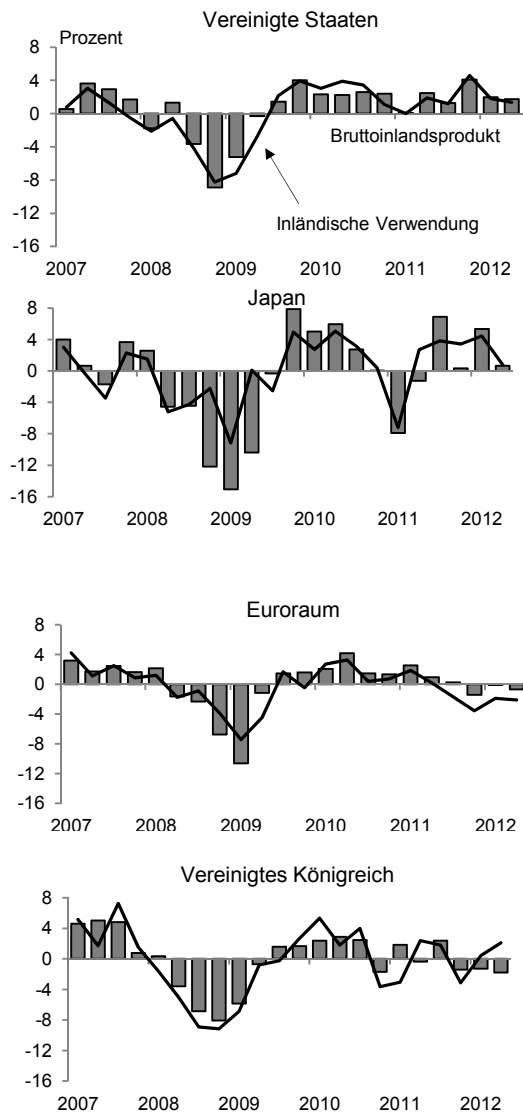 Vereinigte Staaten
Prozent
8
4
0
-4
-8
-12
-16
Bruttoinlandsprodukt
Inländische Verwendung
2007 2008 2009 2010 2011 2012
Japan
8
4
0
-4
-8
-12
-16
2007 2008 2009 2010 2011 2012
Euroraum
8
4
0
-4
-8
-12
-16
2007 2008 2009 2010 2011 2012
Vereinigtes Königreich
8
4
0
-4
-8
-12
-16
2007 2008 2009 2010 2011 2012